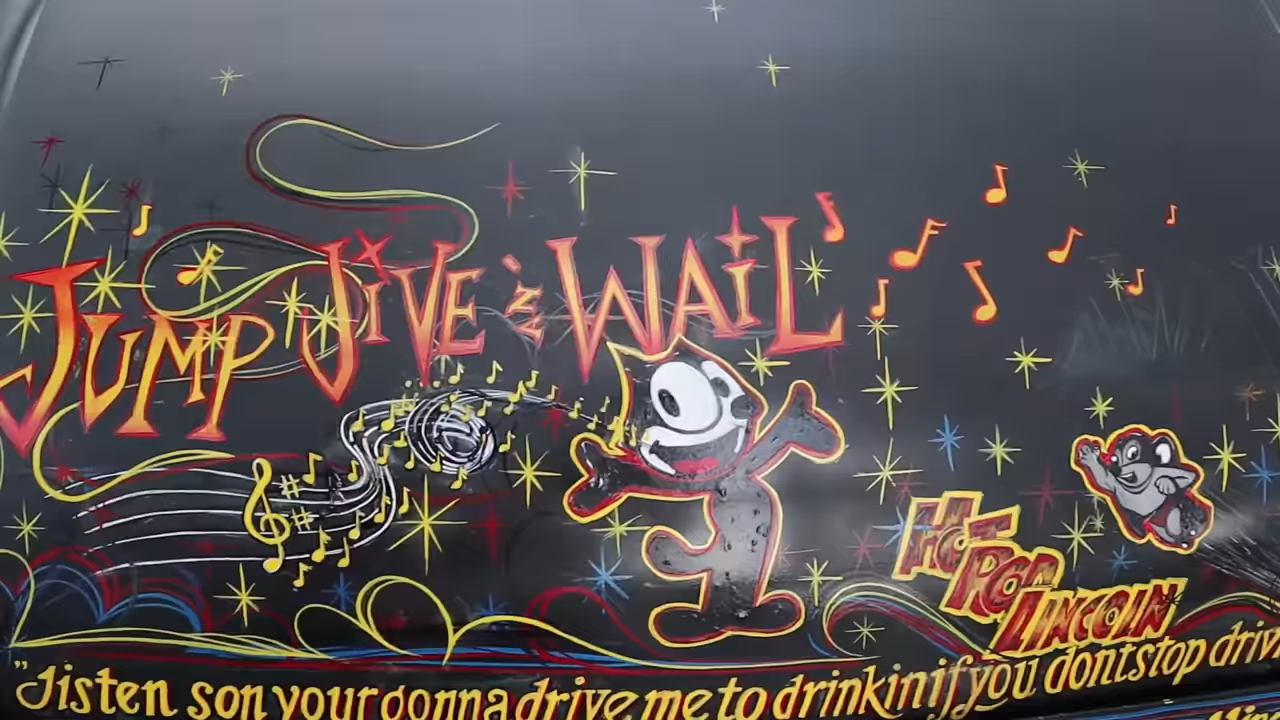 JUMP JiVE 'N WAiL
HOT
ROD
LINCOLN
"Listen son your gonna drive me to drinkin if you dont stop driv